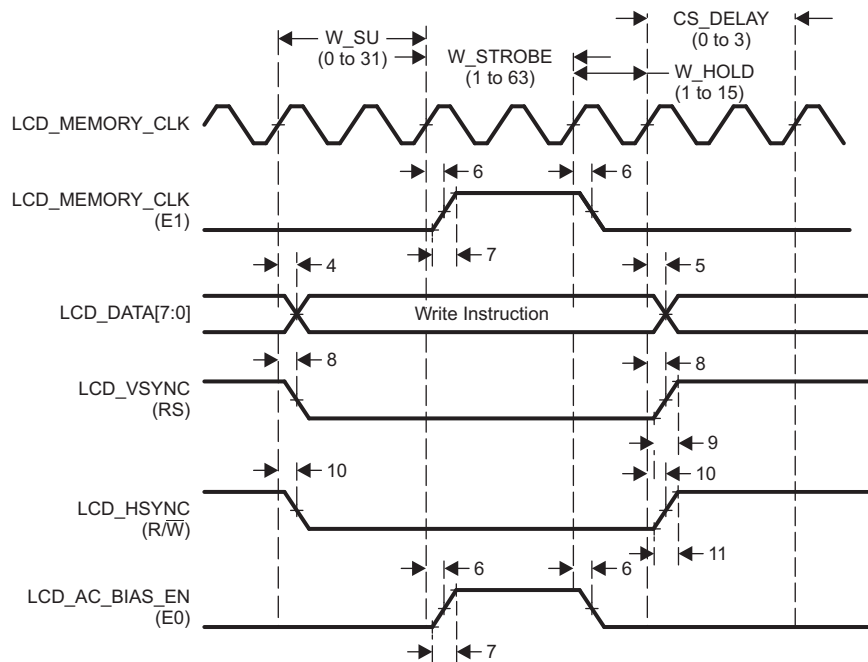 CS_DELAY
(0 to 3)
W_SU
(0 to 31)
W_STROBE
(1 to 63)
W_HOLD
(1 to 15)
LCD_MEMORY_CLK
LCD_MEMORY_CLK
(E1)
6
6
7
LCD_DATA[7:0]
4
5
Write Instruction
LCD_VSYNC
(RS)
8
8
9
LCD_HSYNC
(R/W̅)
10
10
11
LCD_AC_BIAS_EN
(E0)
6
6
7